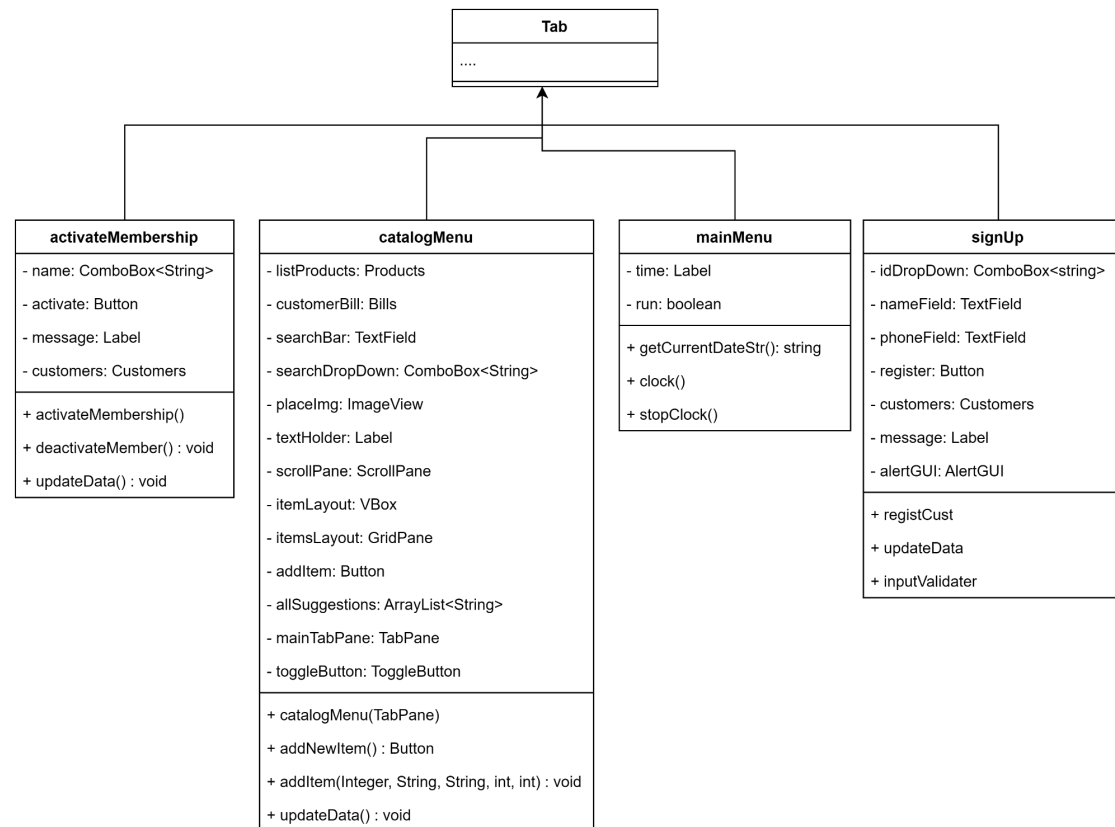 Tab
....
activateMembership
- name: ComboBox<String>
- activate: Button
- message: Label
- customers: Customers
+ activateMembership()
+ deactivateMember() : void
+ updateData() : void
catalogMenu
- listProducts: Products
- customerBill: Bills
- searchBar: TextField
- searchDropDown: ComboBox<String>
- placeImg: ImageView
- textHolder: Label
- scrollPane: ScrollPane
- itemLayout: VBox
- itemsLayout: GridPane
- addItem: Button
- allSuggestions: ArrayList<String>
- mainTabPane: TabPane
- toggleButton: ToggleButton
+ catalogMenu(TabPane)
+ addNewItem() : Button
+ addItem(Integer, String, String, int, int) : void
+ updateData() : void
mainMenu
- time: Label
- run: boolean
+ getCurrentDateStr(): string
+ clock()
+ stopClock()
signUp
- idDropDown: ComboBox<string>
- nameField: TextField
- phoneField: TextField
- register: Button
- customers: Customers
- message: Label
- alertGUI: AlertGUI
+ registCust
+ updateData
+ inputValidater